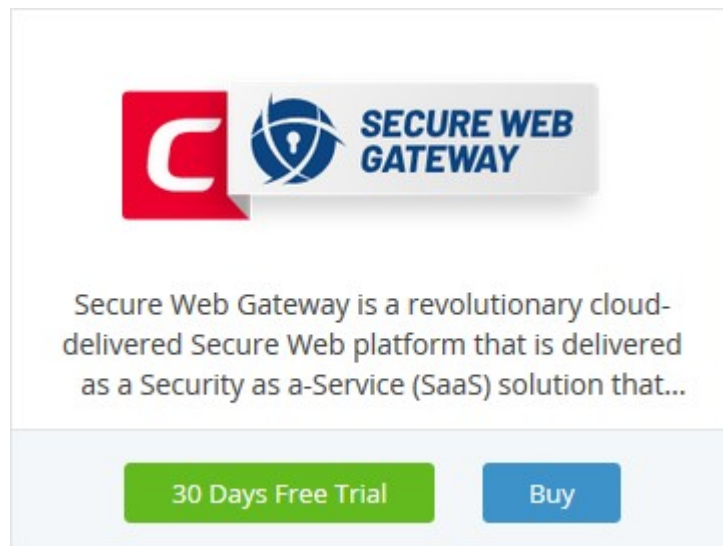 C
SECURE WEB
GATEWAY
Secure Web Gateway is a revolutionary cloud-
delivered Secure Web platform that is delivered
as a Security as a-Service (SaaS) solution that...
30 Days Free Trial
Buy